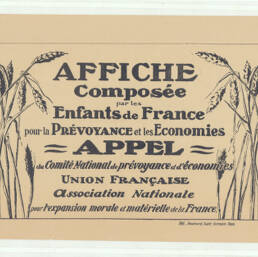 AFFICHE
Composée
par les
Enfants de France
pour la PRÉVOYANCE et les Economies
APPEL
du Comité National de prévoyance et d'économies
UNION FRANÇAISE
Association Nationale
pour l'expansion morale et matérielle de la France